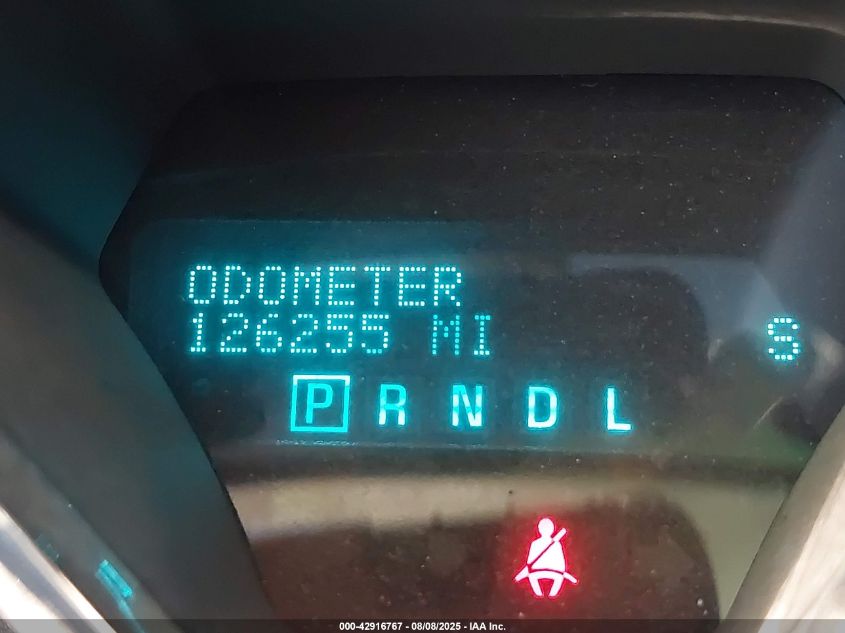 ODOMETER
126255 MI S
P R N D L
000-42916767 - 08/08/2025 - IAA Inc.